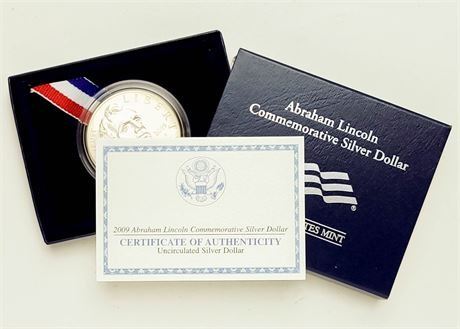 LIBER
Abraham Lincoln
Commemorative Silver Dollar
TES MINT
2009 Abraham Lincoln Commemorative Silver Dollar
CERTIFICATE OF AUTHENTICITY
Uncirculated Silver Dollar